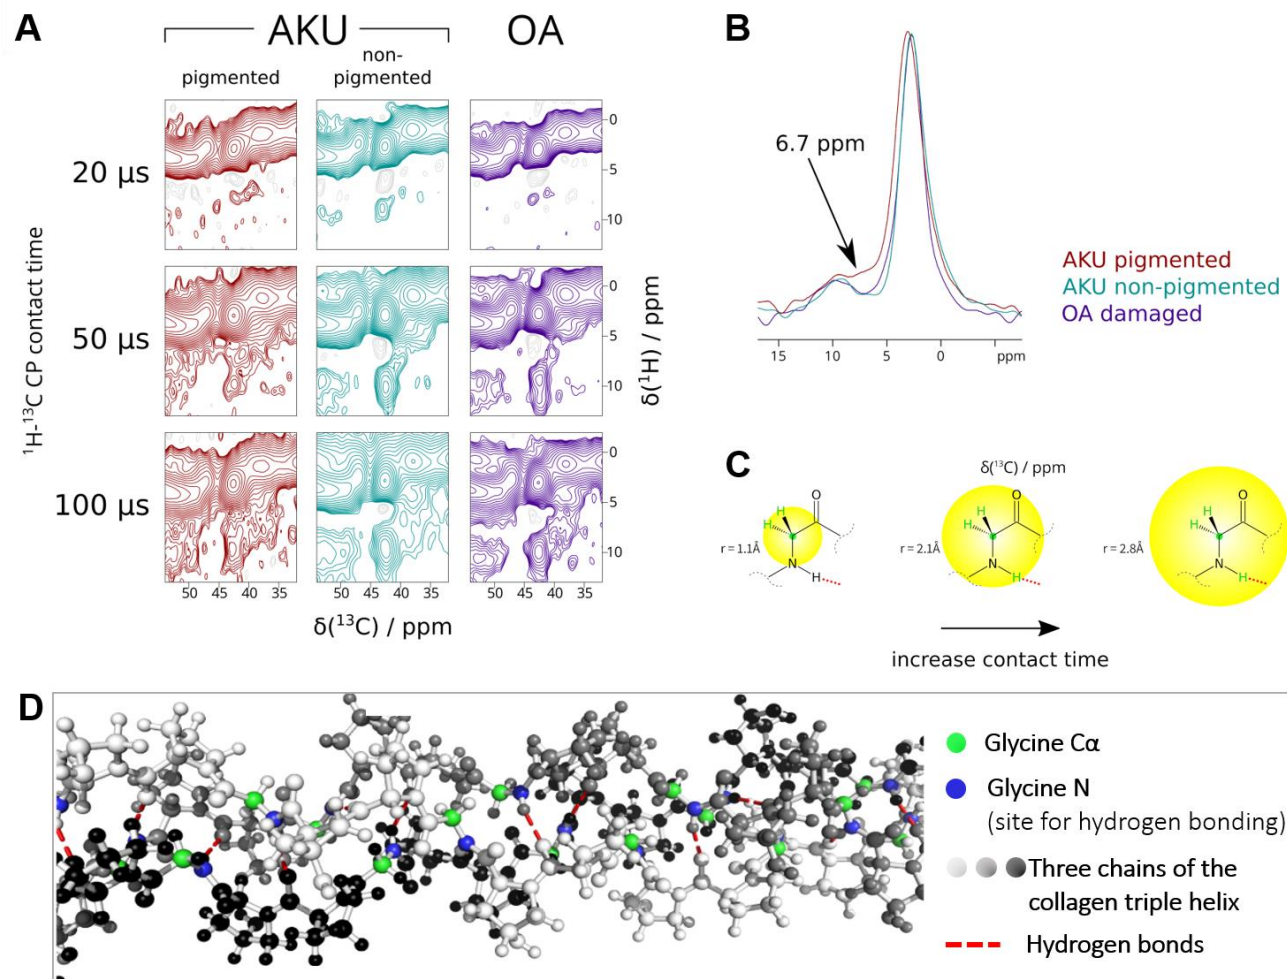 A
AKU
OA
pigmented
non-
pigmented
20 µs
50 µs
100 µs
¹H-¹³C CP contact time
0
5
10
0
5
10
0
5
10
δ(¹H) / ppm
50 45 40 35
50 45 40 35
50 45 40 35
δ(¹³C) / ppm
B
6.7 ppm
AKU pigmented
AKU non-pigmented
OA damaged
15 10 5 0 ppm
C
δ(¹³C) / ppm
O
H
H
r = 1.1Å
N
H
O
H
H
r = 2.1Å
N
H
O
H
H
r = 2.8Å
N
H
increase contact time
D
Glycine Cα
Glycine N
(site for hydrogen bonding)
Three chains of the
collagen triple helix
Hydrogen bonds